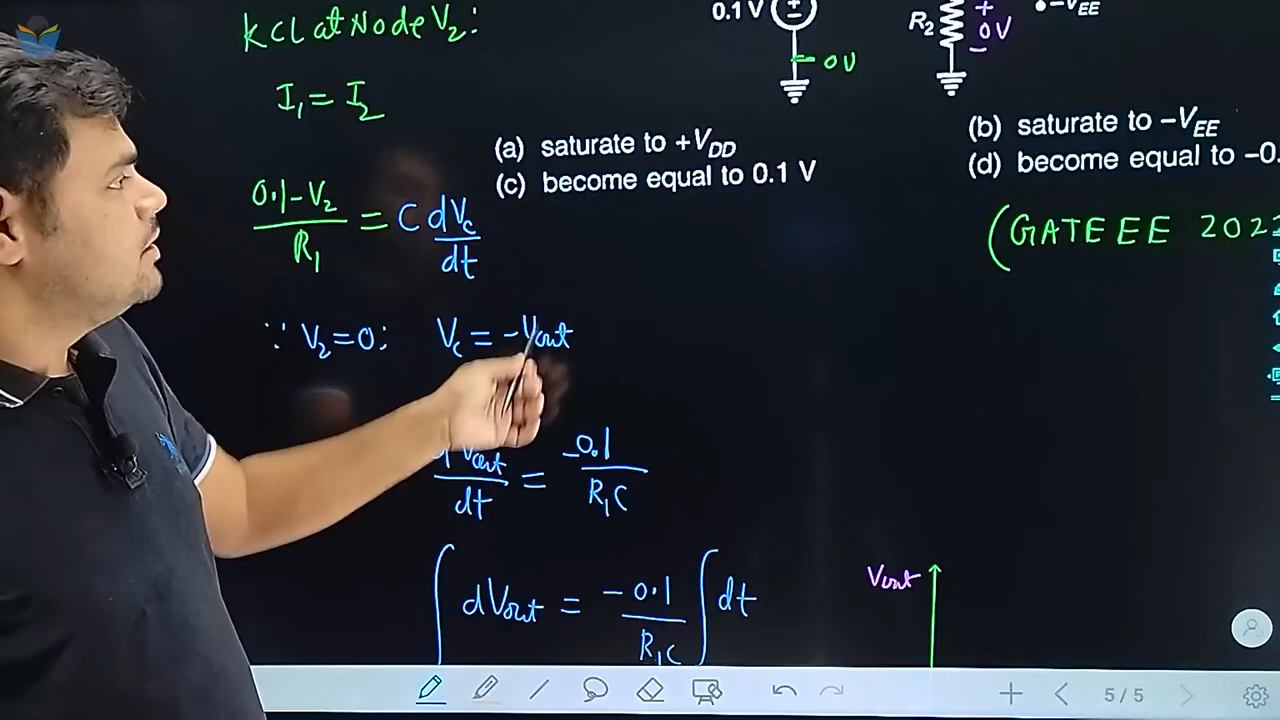 KCL at Node V2:
I1 = I2
0.1 V
0V
R2
+
0V
−
−VEE
(a) saturate to +VDD
(b) saturate to −VEE
(c) become equal to 0.1 V
(d) become equal to −0.
(GATE EE 202
0.1-V2 / R1 = C dVc / dt
∵ V2=0; Vc = -Vout
dVout / dt = -0.1 / R1C
∫ dVout = -0.1 / R1C ∫ dt
Vout
5/5